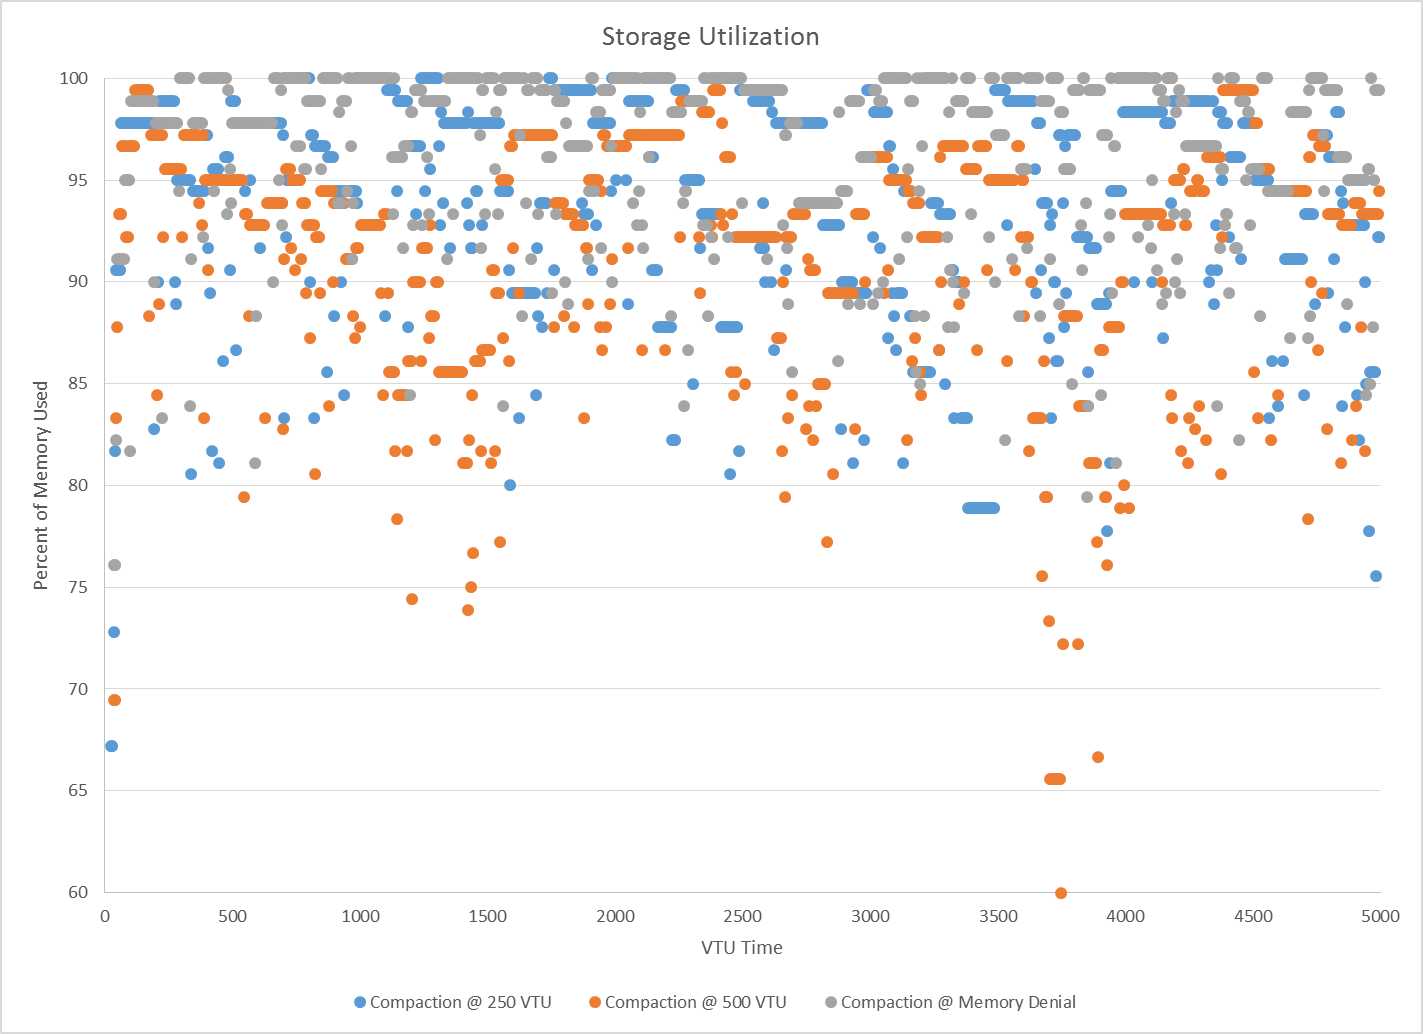 Storage Utilization
Percent of Memory Used
100
95
90
85
80
75
70
65
60
0 500 1000 1500 2000 2500 3000 3500 4000 4500 5000
VTU Time
Compaction @ 250 VTU Compaction @ 500 VTU Compaction @ Memory Denial